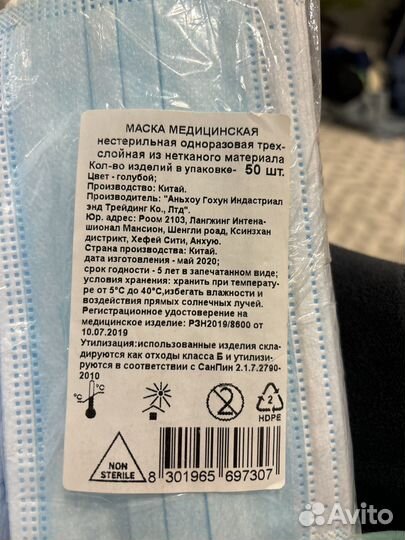 МАСКА МЕДИЦИНСКАЯ
нестерильная одноразовая трех-
слойная из нетканого материала
Кол-во изделий в упаковке- 50 шт.
Цвет - голубой;
Производство: Китай.
Производитель: "Аньхоу Гохун Индастриал
энд Трейдинг Ко., Лтд".
Юр. адрес: Роом 2103, Лангжинг Интена-
шионал Мансион, Шенгли роад, Ксинзхан
дистрикт, Хефей Сити, Анхую.
Страна производства: Китай.
дата изготовления - май 2020;
срок годности - 5 лет в запечатанном виде;
условия хранения: хранить при температу-
ре от 5°С до 40°С,избегать влажности и
воздействия прямых солнечных лучей.
Регистрационное удостоверение на
медицинское изделие: РЗН2019/8600 от
10.07.2019
Утилизация:использованные изделия скла-
дируются как отходы класса Б и утилизи-
руются в соответствии с СанПин 2.1.7.2790-
2010
°C °C
2
2
HDPE
NON
STERILE
8 301965 697307
Avito